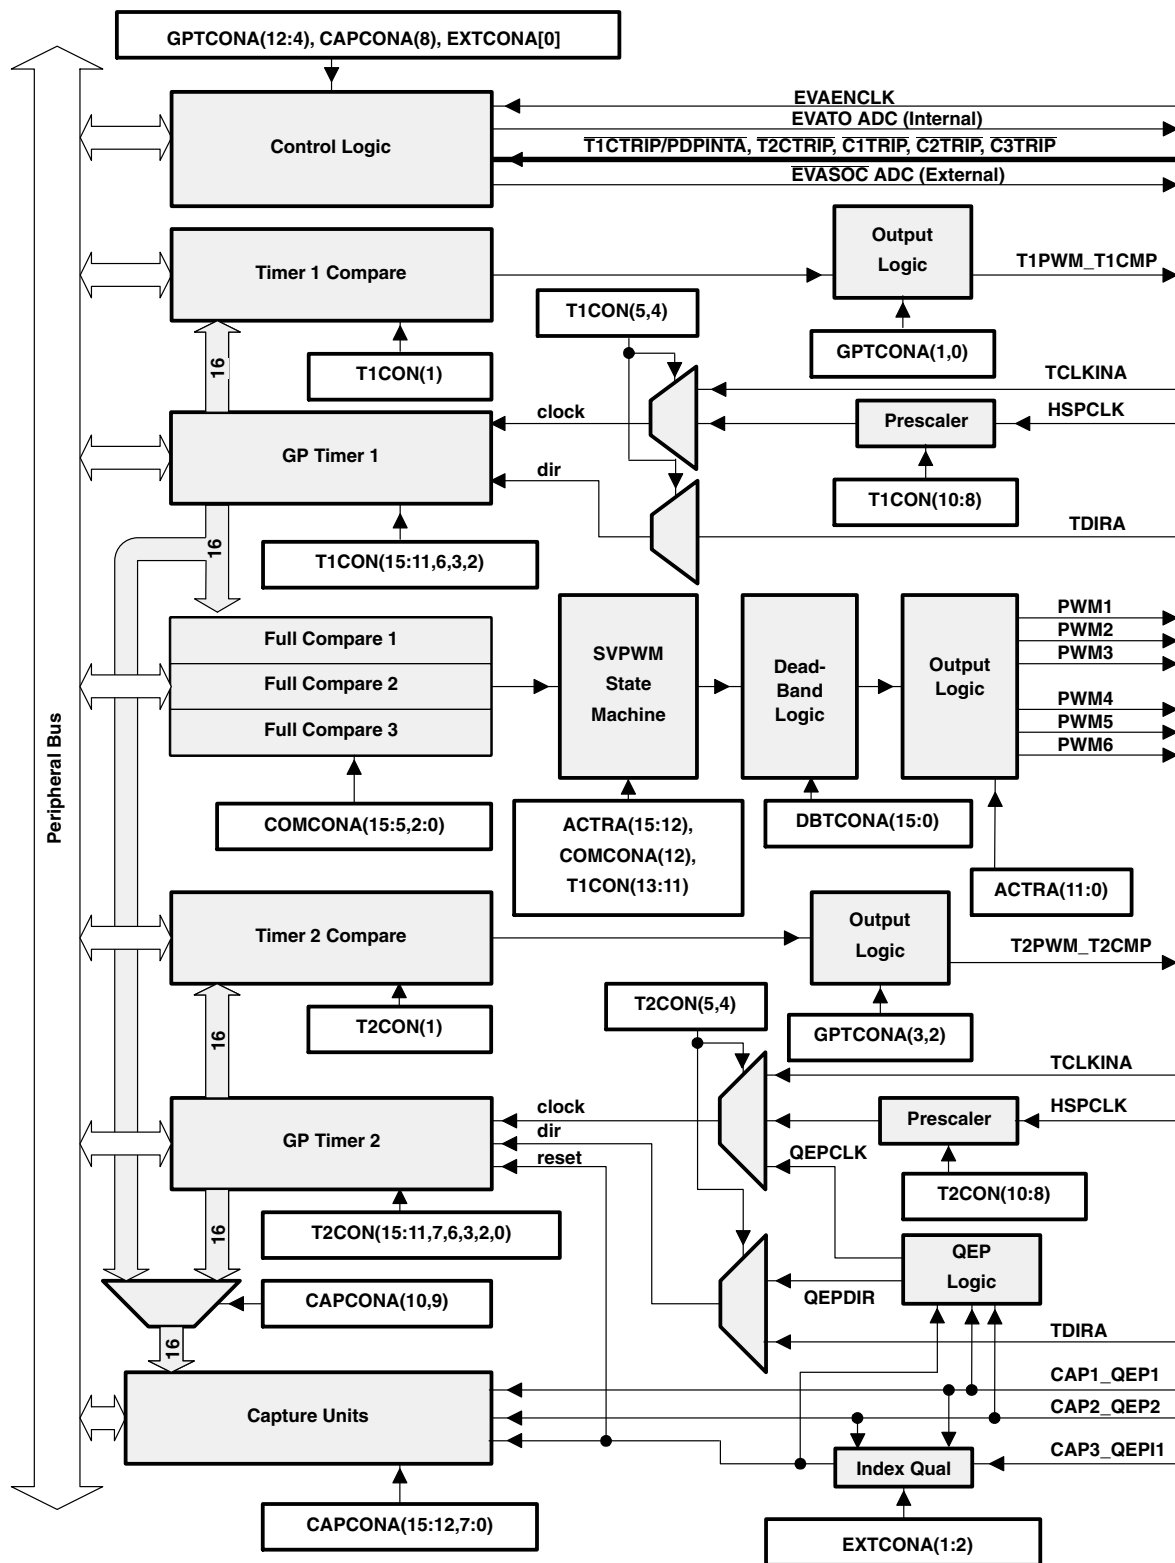 GPTCONA(12:4), CAPCONA(8), EXTCONA[0]
Control Logic
EVAENCLK
EVATO ADC (Internal)
T1CTRIP/PDPINTA, T2CTRIP, C1TRIP, C2TRIP, C3TRIP
EVASOC ADC (External)
Timer 1 Compare
Output
Logic
T1PWM_T1CMP
T1CON(5,4)
GPTCONA(1,0)
16
T1CON(1)
TCLKINA
clock
Prescaler
HSPCLK
GP Timer 1
dir
T1CON(10:8)
TDIRA
16
T1CON(15:11,6,3,2)
Full Compare 1
Full Compare 2
Full Compare 3
SVPWM
State
Machine
Dead-
Band
Logic
Output
Logic
PWM1
PWM2
PWM3
PWM4
PWM5
PWM6
Peripheral Bus
COMCONA(15:5,2:0)
ACTRA(15:12),
COMCONA(12),
T1CON(13:11)
DBTCONA(15:0)
ACTRA(11:0)
Timer 2 Compare
Output
Logic
T2PWM_T2CMP
T2CON(5,4)
16
T2CON(1)
GPTCONA(3,2)
TCLKINA
clock
Prescaler
HSPCLK
GP Timer 2
dir
reset
QEPCLK
T2CON(10:8)
16
T2CON(15:11,7,6,3,2,0)
QEP
Logic
CAPCONA(10,9)
QEPDIR
TDIRA
16
CAP1_QEP1
Capture Units
CAP2_QEP2
CAP3_QEPI1
Index Qual
CAPCONA(15:12,7:0)
EXTCONA(1:2)